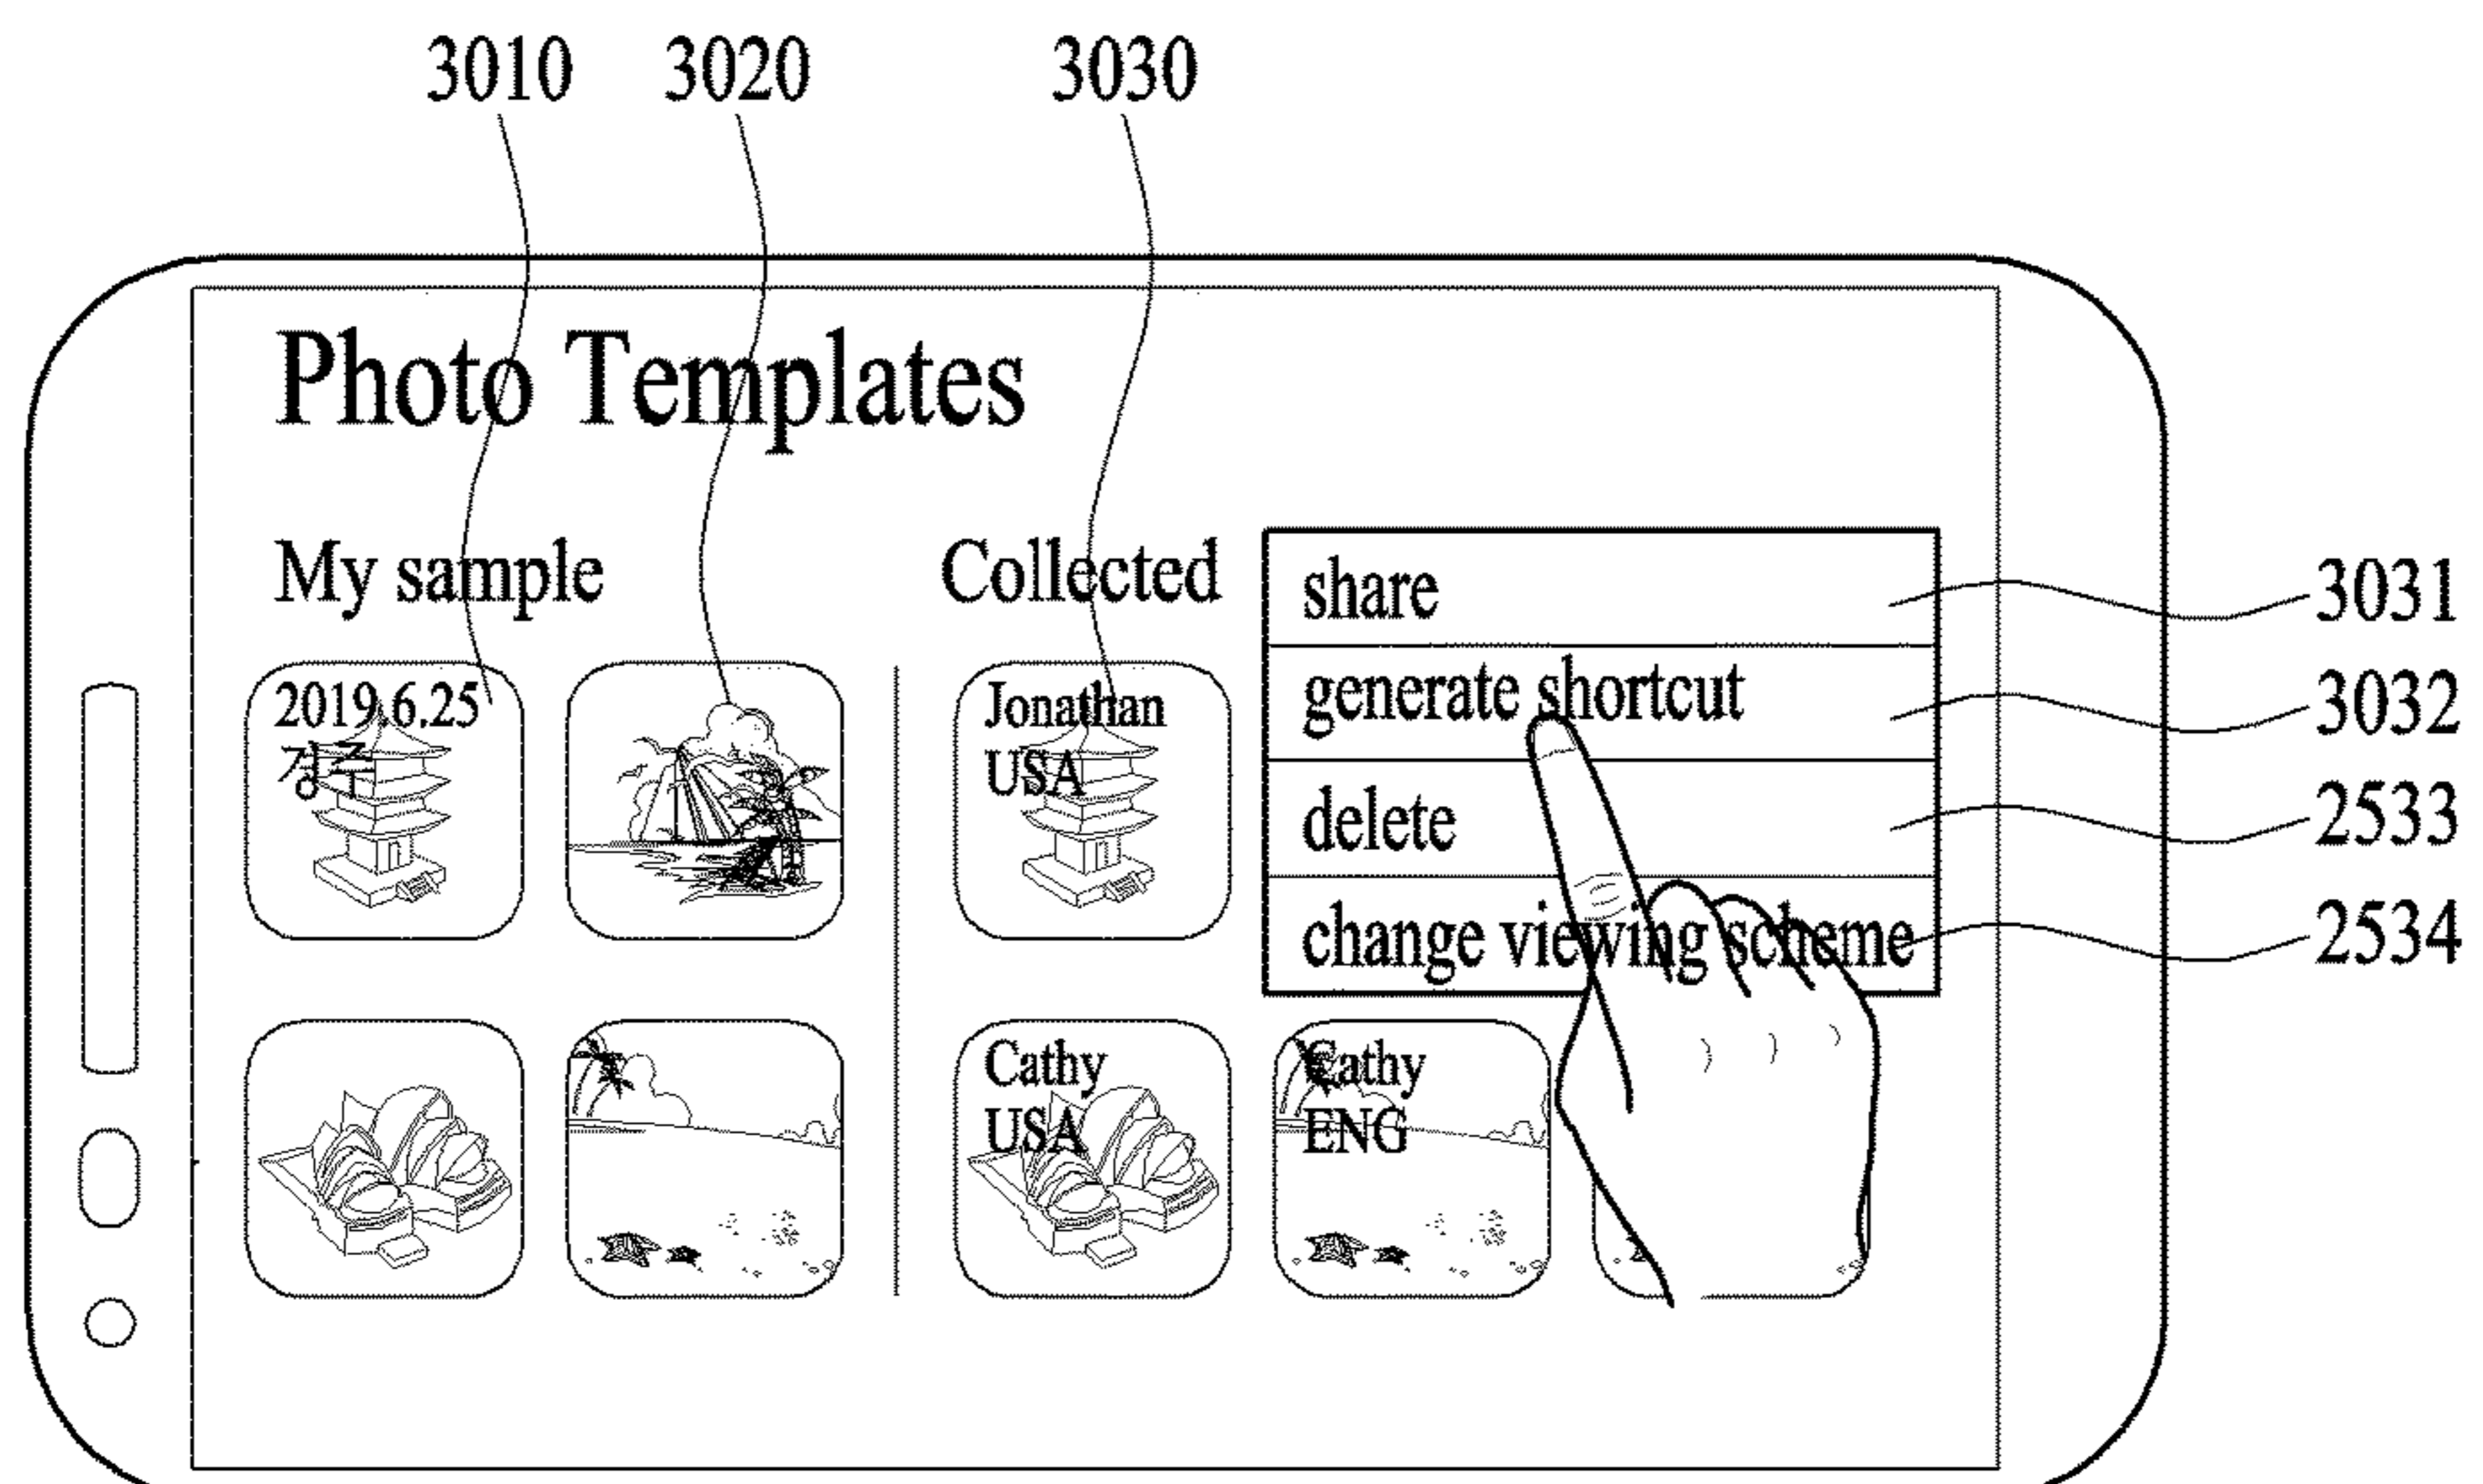 3010 3020 3030
Photo Templates
My sample
Collected
share
3031
generate shortcut
3032
delete
2533
change viewing scheme
2534
2019.6.25
경주
Jonathan
USA
Cathy
USA
Cathy
ENG